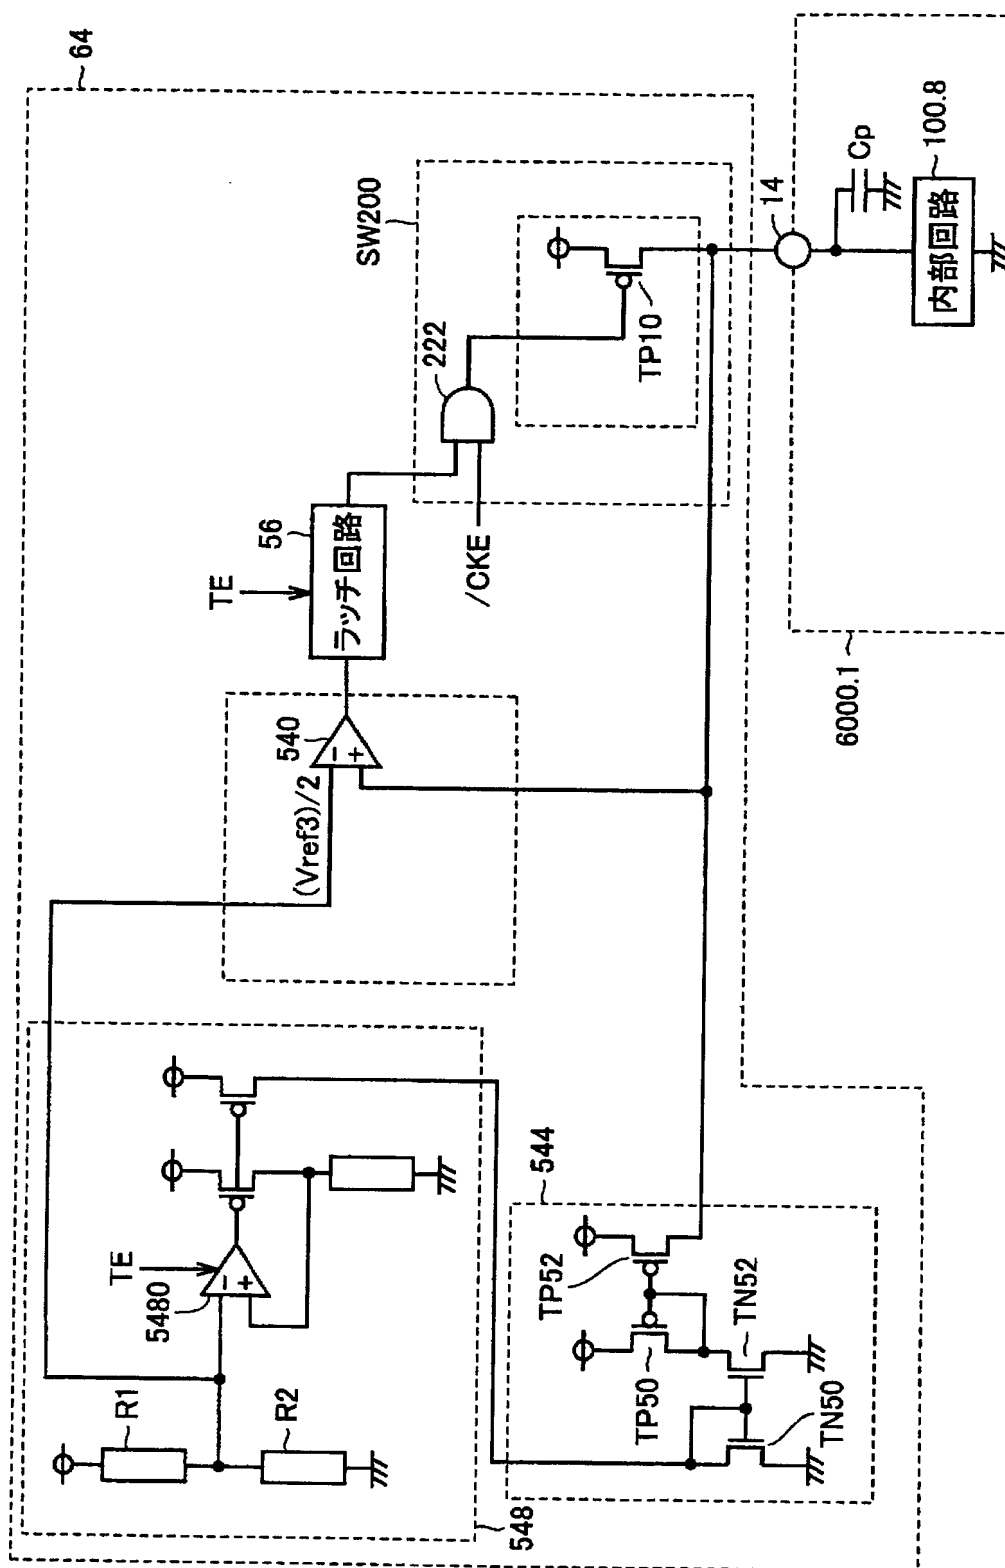 64
SW200
222
TP10
14
Cp
100.8
内部回路
6000.1
/CKE
TE
56
ラッチ回路
540
−
+
(Vref3)/2
TE
5480
−
+
R1
R2
548
544
TP52
TP50
TN52
TN50